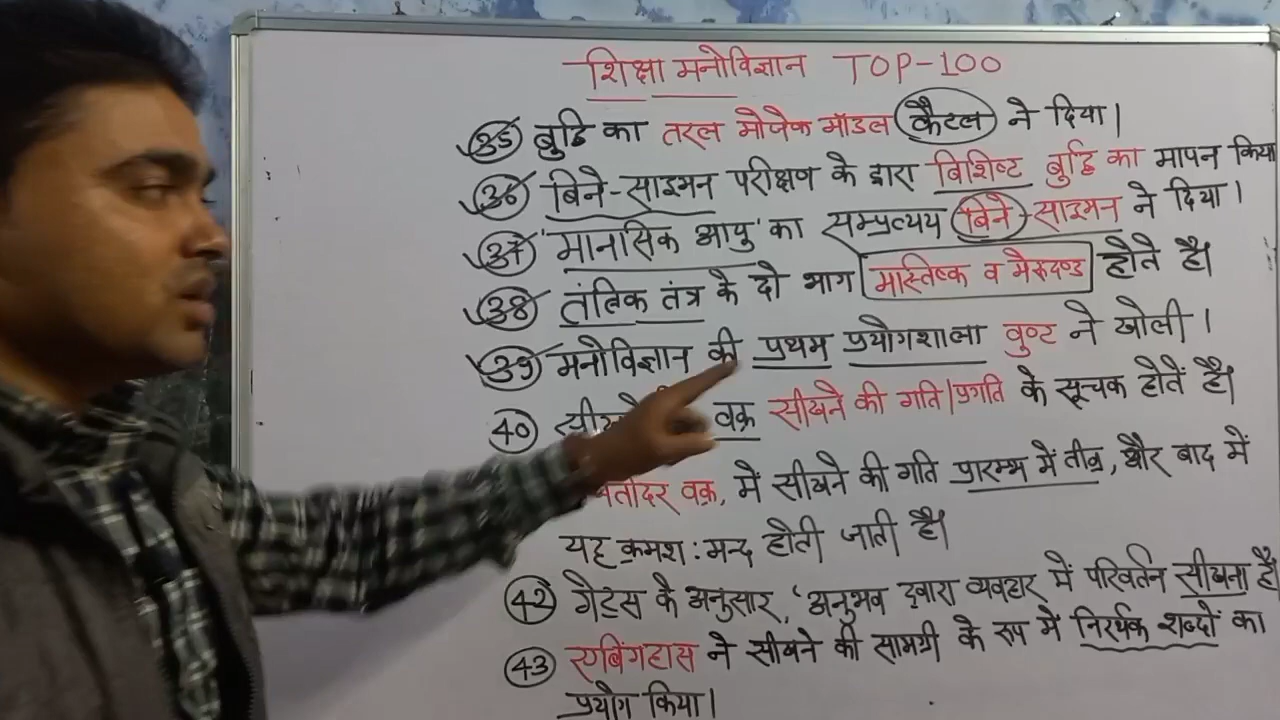 शिक्षा मनोविज्ञान TOP-100
35 बुद्धि का तरल मोजेक मॉडल कैटल ने दिया।
36 बिने-साइमन परीक्षण के द्वारा विशिष्ट बुद्धि का मापन किया
37 'मानसिक आयु' का सम्प्रत्यय बिने-साइमन ने दिया।
38 तंत्रिक तंत्र के दो भाग मास्तिष्क व मेरूदण्ड होते है।
39 मनोविज्ञान की प्रथम प्रयोगशाला वुण्ट ने खोली।
40 वक्र सीखने की गति/प्रगति के सूचक होते है।
वक्र, में सीखने की गति प्रारम्भ में तीव्र, और बाद में
यह क्रमश: मन्द होती जाती है।
42 गेट्स के अनुसार, 'अनुभव द्वारा व्यवहार में परिवर्तन सीखना है
43 एबिंगहास ने सीखने की सामग्री के रूप में निरर्थक शब्दों का
प्रयोग किया।